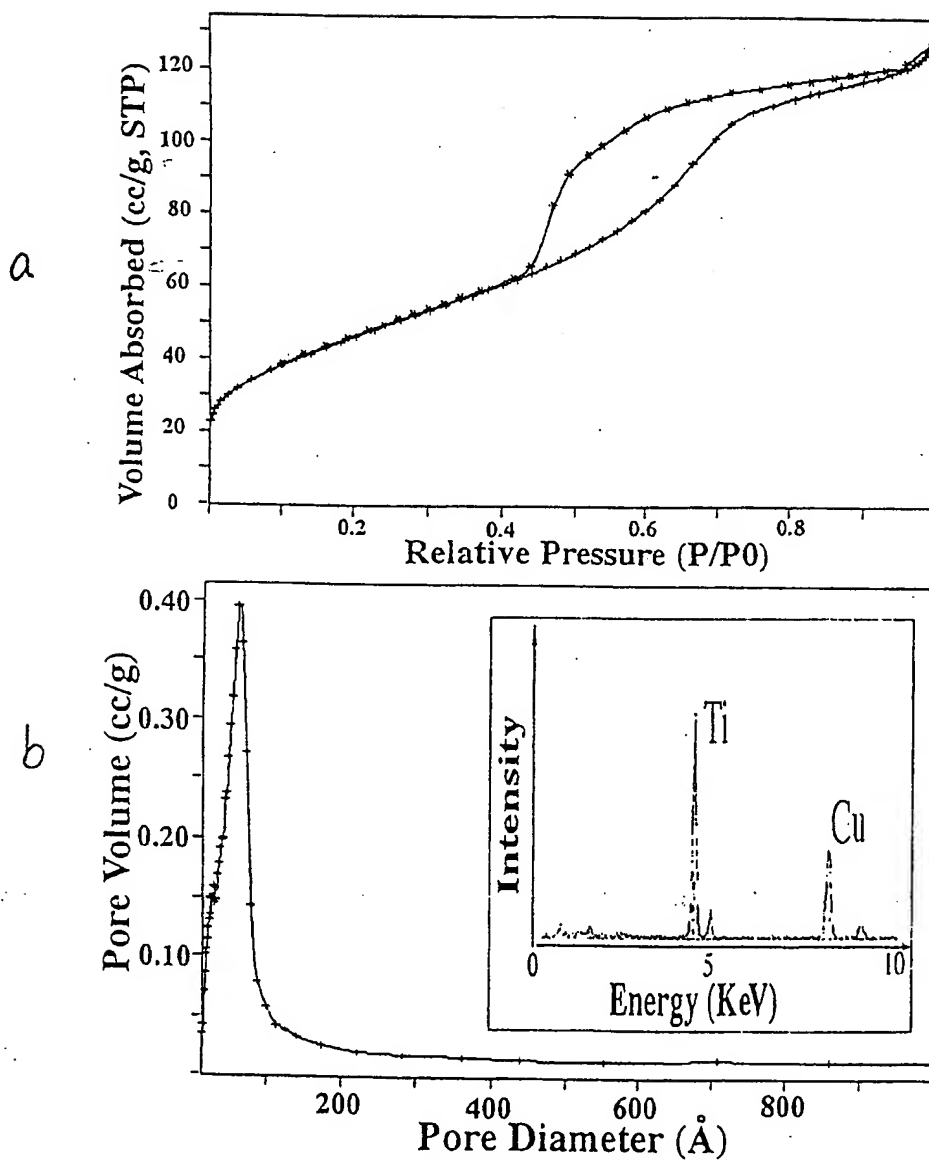 a
Volume Absorbed (cc/g, STP)
120
100
80
60
40
20
0
0.2 0.4 0.6 0.8
Relative Pressure (P/P0)
b
Pore Volume (cc/g)
0.40
0.30
0.20
0.10
200 400 600 800
Pore Diameter (Å)
Intensity
Ti
Cu
0 5 10
Energy (KeV)